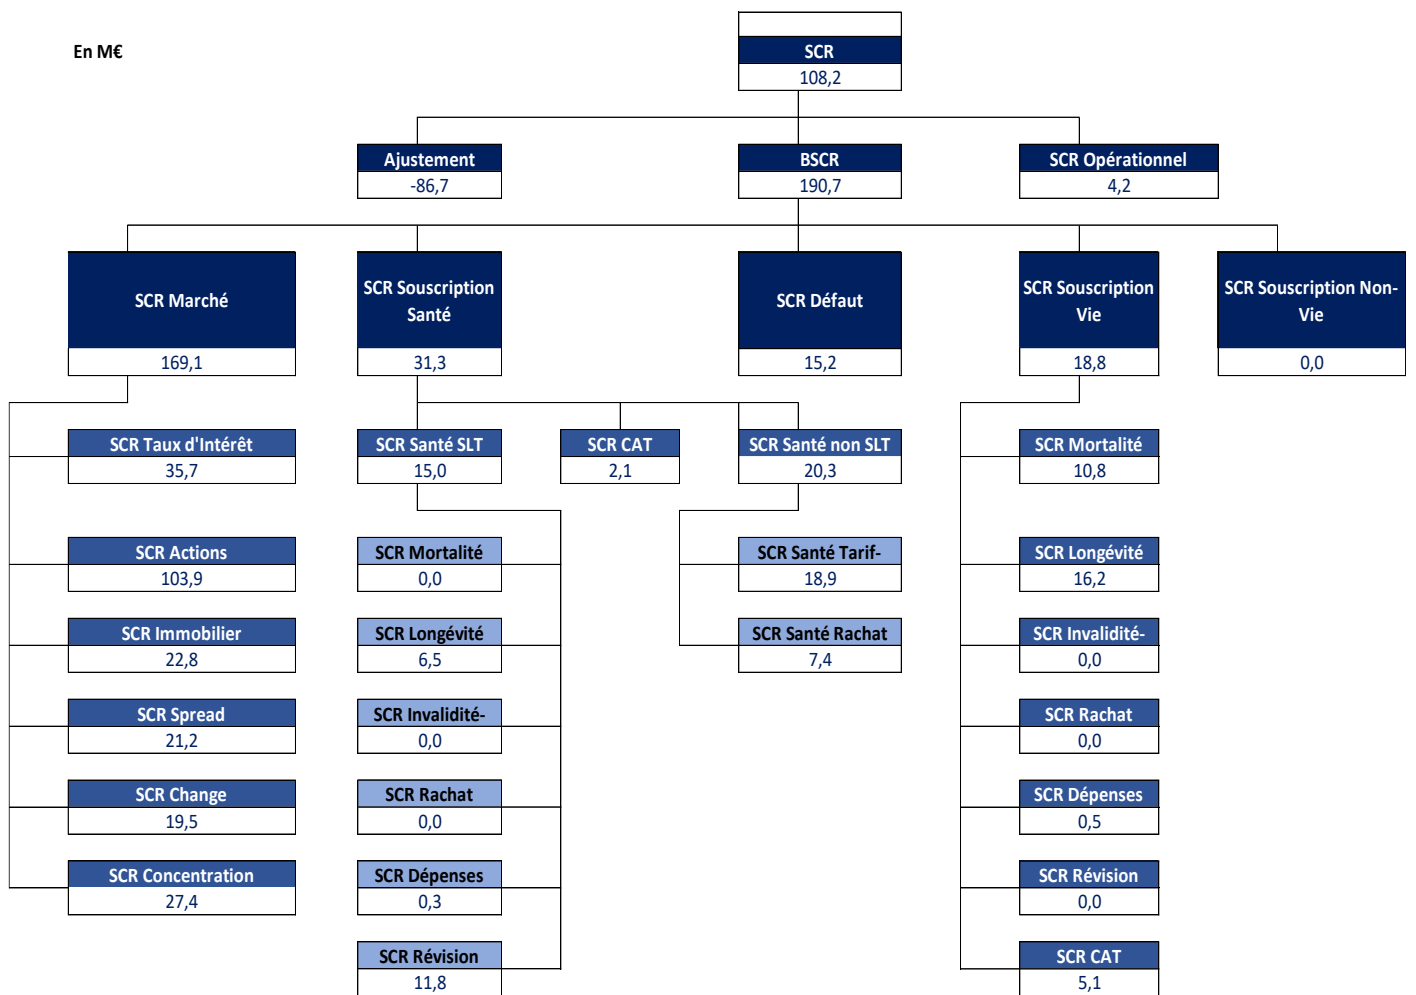 En M€
SCR
108,2
Ajustement
-86,7
BSCR
190,7
SCR Opérationnel
4,2
SCR Marché
169,1
SCR Souscription
Santé
31,3
SCR Défaut
15,2
SCR Souscription
Vie
18,8
SCR Souscription Non-
Vie
0,0
SCR Taux d'Intérêt
35,7
SCR Santé SLT
15,0
SCR CAT
2,1
SCR Santé non SLT
20,3
SCR Mortalité
10,8
SCR Actions
103,9
SCR Mortalité
0,0
SCR Santé Tarif-
18,9
SCR Longévité
16,2
SCR Immobilier
22,8
SCR Longévité
6,5
SCR Santé Rachat
7,4
SCR Invalidité-
0,0
SCR Spread
21,2
SCR Invalidité-
0,0
SCR Rachat
0,0
SCR Change
19,5
SCR Rachat
0,0
SCR Dépenses
0,5
SCR Concentration
27,4
SCR Dépenses
0,3
SCR Révision
0,0
SCR Révision
11,8
SCR CAT
5,1